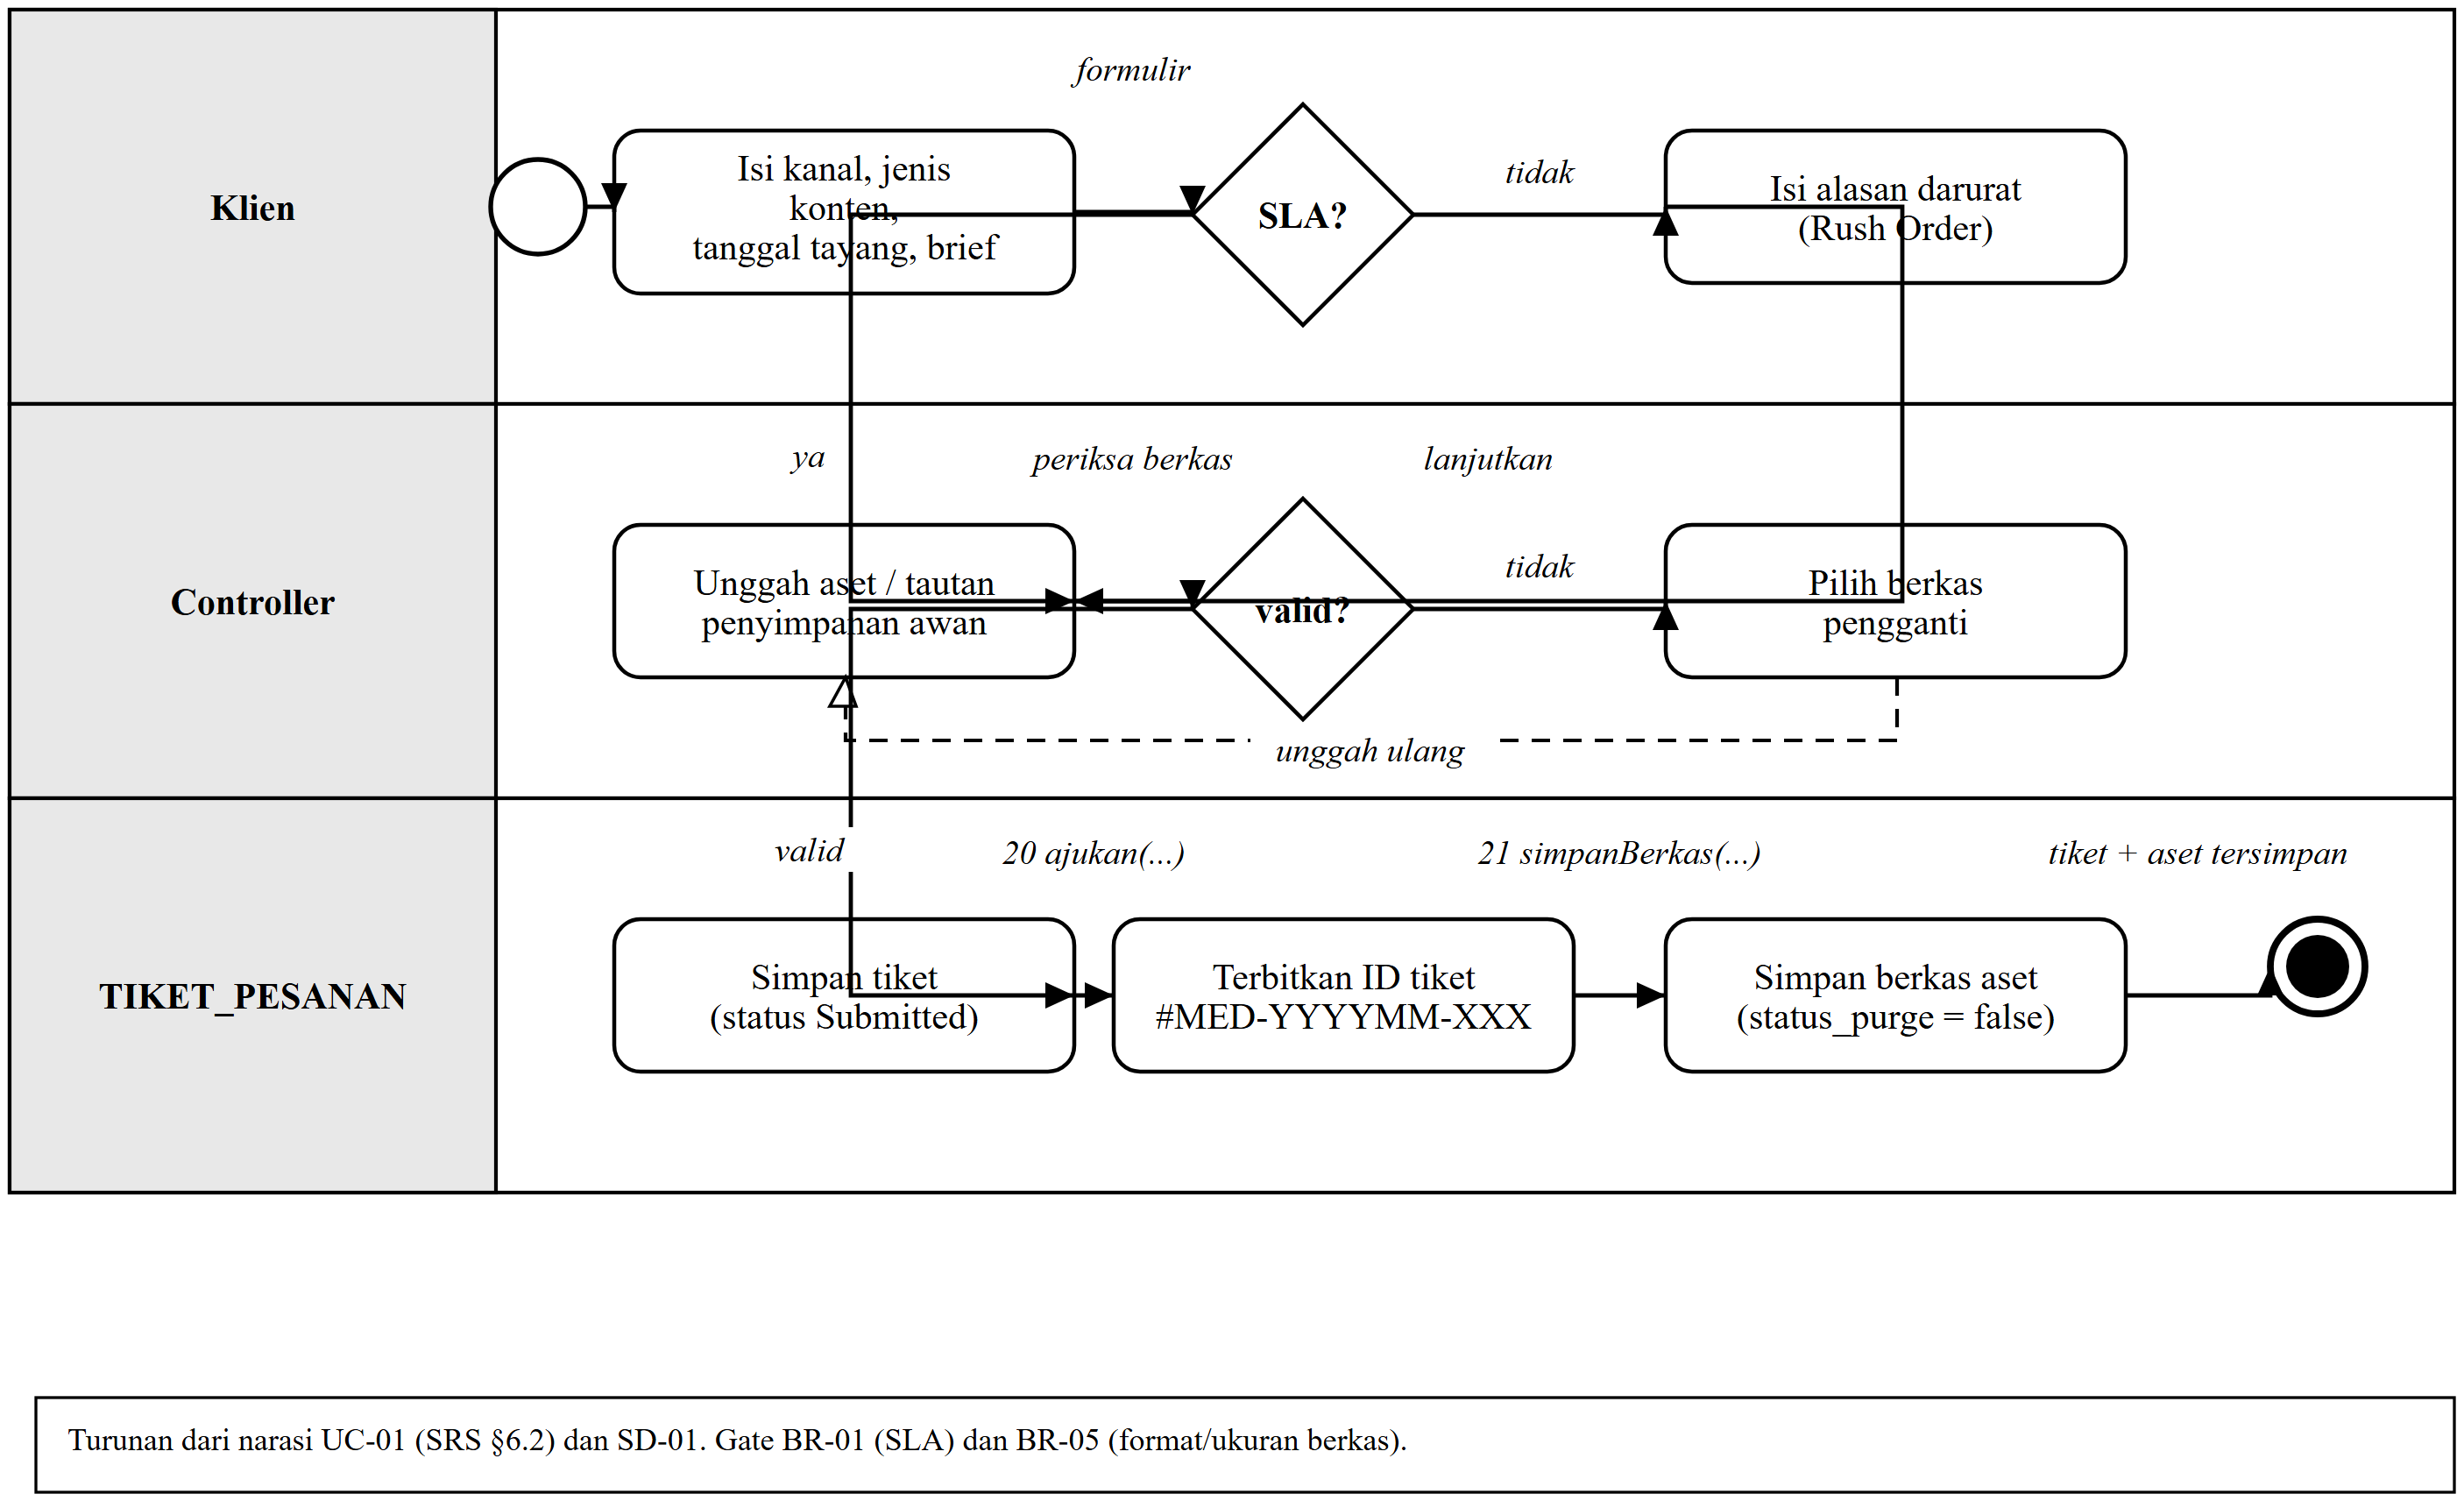 formulir
Klien
Isi kanal, jenis
konten,
tanggal tayang, brief
SLA?
tidak
Isi alasan darurat
(Rush Order)
ya
periksa berkas
lanjutkan
Controller
Unggah aset / tautan
penyimpanan awan
valid?
tidak
Pilih berkas
pengganti
unggah ulang
valid
20 ajukan(...)
21 simpanBerkas(...)
tiket + aset tersimpan
TIKET_PESANAN
Simpan tiket
(status Submitted)
Terbitkan ID tiket
#MED-YYYYMM-XXX
Simpan berkas aset
(status_purge = false)
Turunan dari narasi UC-01 (SRS §6.2) dan SD-01. Gate BR-01 (SLA) dan BR-05 (format/ukuran berkas).